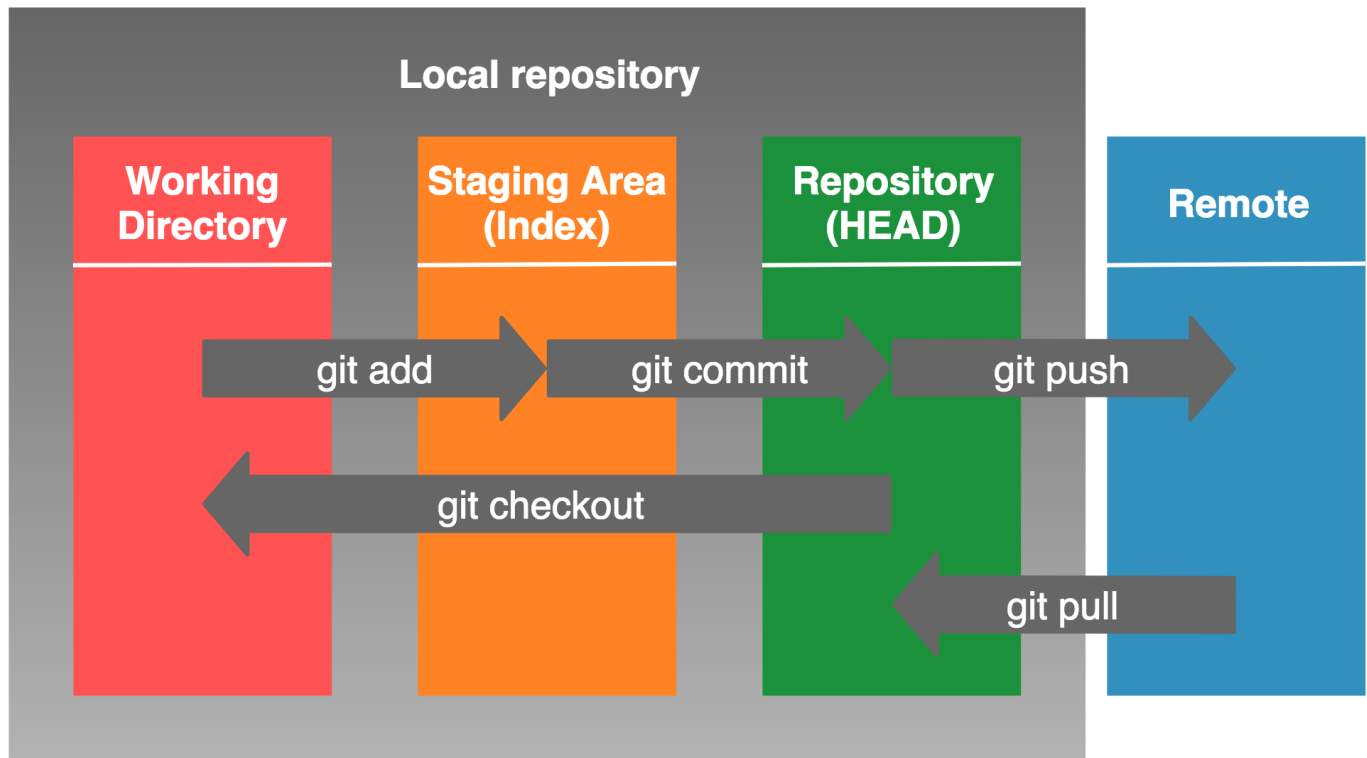 Local repository
Working
Directory
Staging Area
(Index)
Repository
(HEAD)
Remote
git add
git commit
git push
git checkout
git pull